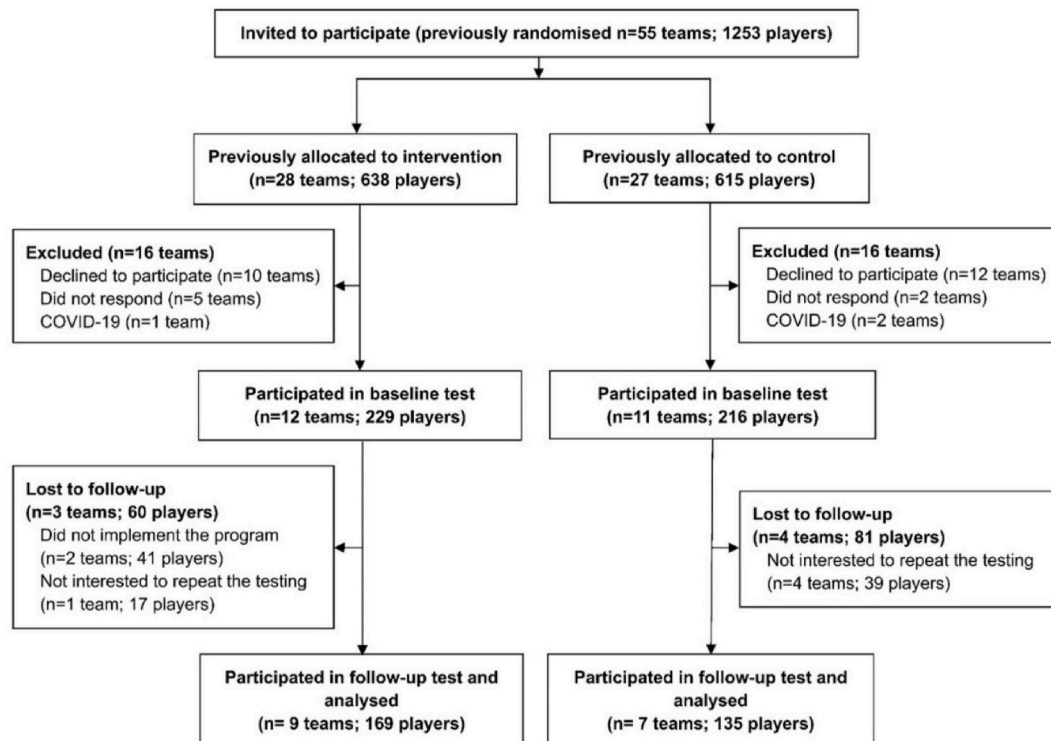 Invited to participate (previously randomised n=55 teams; 1253 players)
Previously allocated to intervention
(n=28 teams; 638 players)
Previously allocated to control
(n=27 teams; 615 players)
Excluded (n=16 teams)
Declined to participate (n=10 teams)
Did not respond (n=5 teams)
COVID-19 (n=1 team)
Excluded (n=16 teams)
Declined to participate (n=12 teams)
Did not respond (n=2 teams)
COVID-19 (n=2 teams)
Participated in baseline test
(n=12 teams; 229 players)
Participated in baseline test
(n=11 teams; 216 players)
Lost to follow-up
(n=3 teams; 60 players)
Did not implement the program
(n=2 teams; 41 players)
Not interested to repeat the testing
(n=1 team; 17 players)
Lost to follow-up
(n=4 teams; 81 players)
Not interested to repeat the testing
(n=4 teams; 39 players)
Participated in follow-up test and
analysed
(n= 9 teams; 169 players)
Participated in follow-up test and
analysed
(n= 7 teams; 135 players)